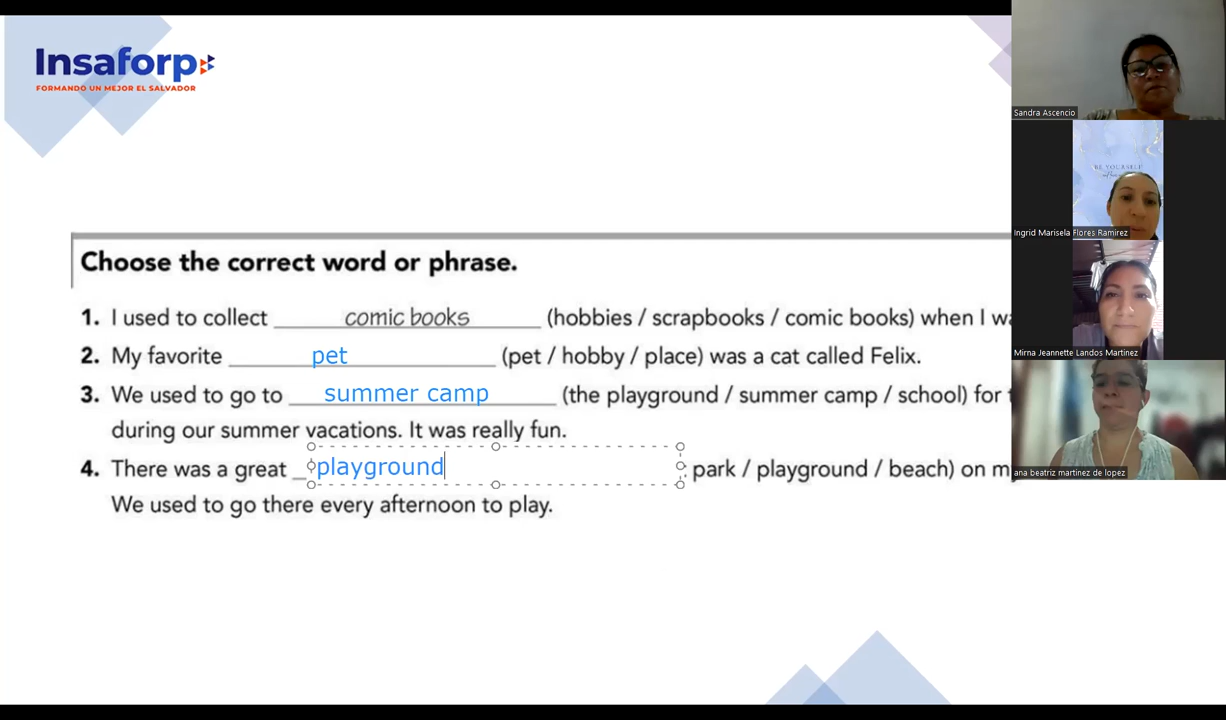 Insaforp
FORMANDO UN MEJOR EL SALVADOR
Choose the correct word or phrase.
1. I used to collect comic books (hobbies / scrapbooks / comic books) when I
2. My favorite pet (pet / hobby / place) was a cat called Felix.
3. We used to go to summer camp (the playground / summer camp / school) for
during our summer vacations. It was really fun.
4. There was a great playground park / playground / beach) on
We used to go there every afternoon to play.
Sandra Ascencio
BE YOURSELF
Ingrid Marisela Flores Ramirez
Mirna Jeannette Landos Martinez
ana beatriz martinez de lopez